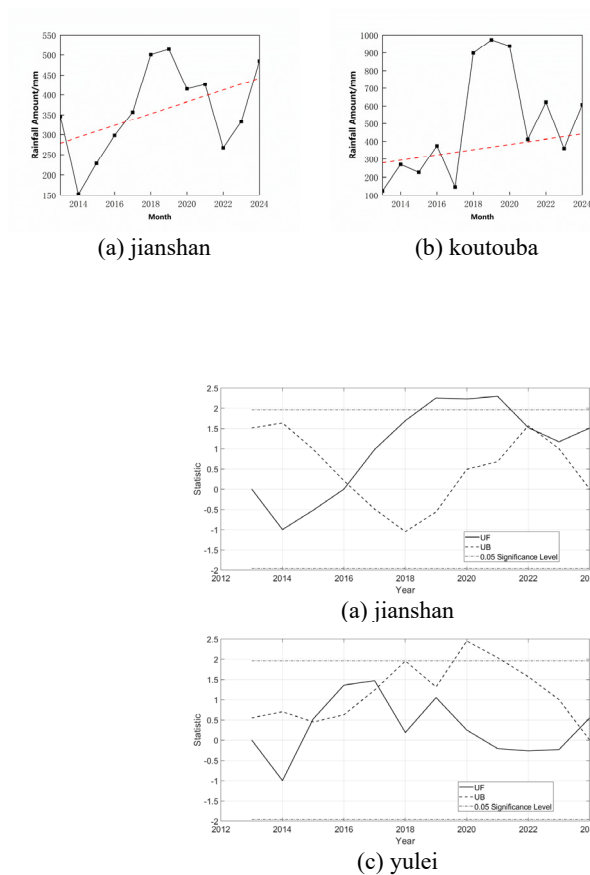 550
500
450
400
350
300
250
200
150
Rainfall Amount/mm
2014 2016 2018 2020 2022 2024
Month
(a) jianshan
1000
900
800
600
400
300
200
100
Rainfall Amount/mm
2014 2016 2018 2020 2022 2024
Month
(b) koutouba
2.5
2
1.5
1
0.5
0
-0.5
-1
-1.5
-2
Statistic
UF
UB
0.05 Significance Level
2012 2014 2016 2018 2020 2022 20
Year
(a) jianshan
2.5
2
1.5
1
0.5
0
-0.5
-1
-1.5
-2
Statistic
UF
UB
0.05 Significance Level
2012 2014 2016 2018 2020 2022 20
Year
(c) yulei